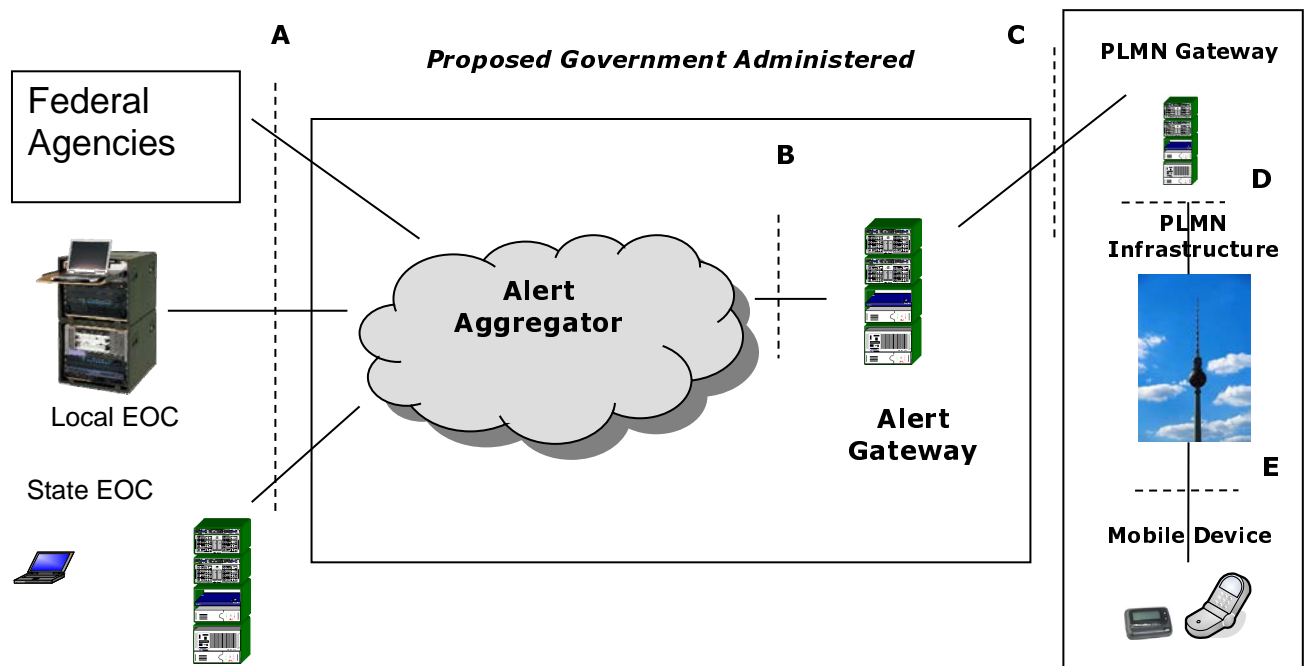 A
Proposed Government Administered
C
PLMN Gateway
Federal
Agencies
B
D
PLMN
Infrastructure
Alert
Aggregator
Local EOC
Alert
Gateway
E
State EOC
Mobile Device